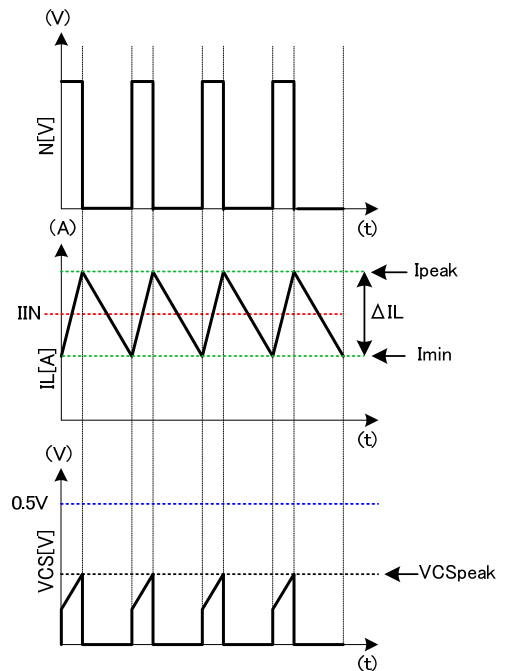 (V)
N[V]
(t)
(A)
Ipeak
IIN
ΔIL
Imin
IL[A]
(t)
(V)
0.5V
VCS[V]
VCSpeak
(t)